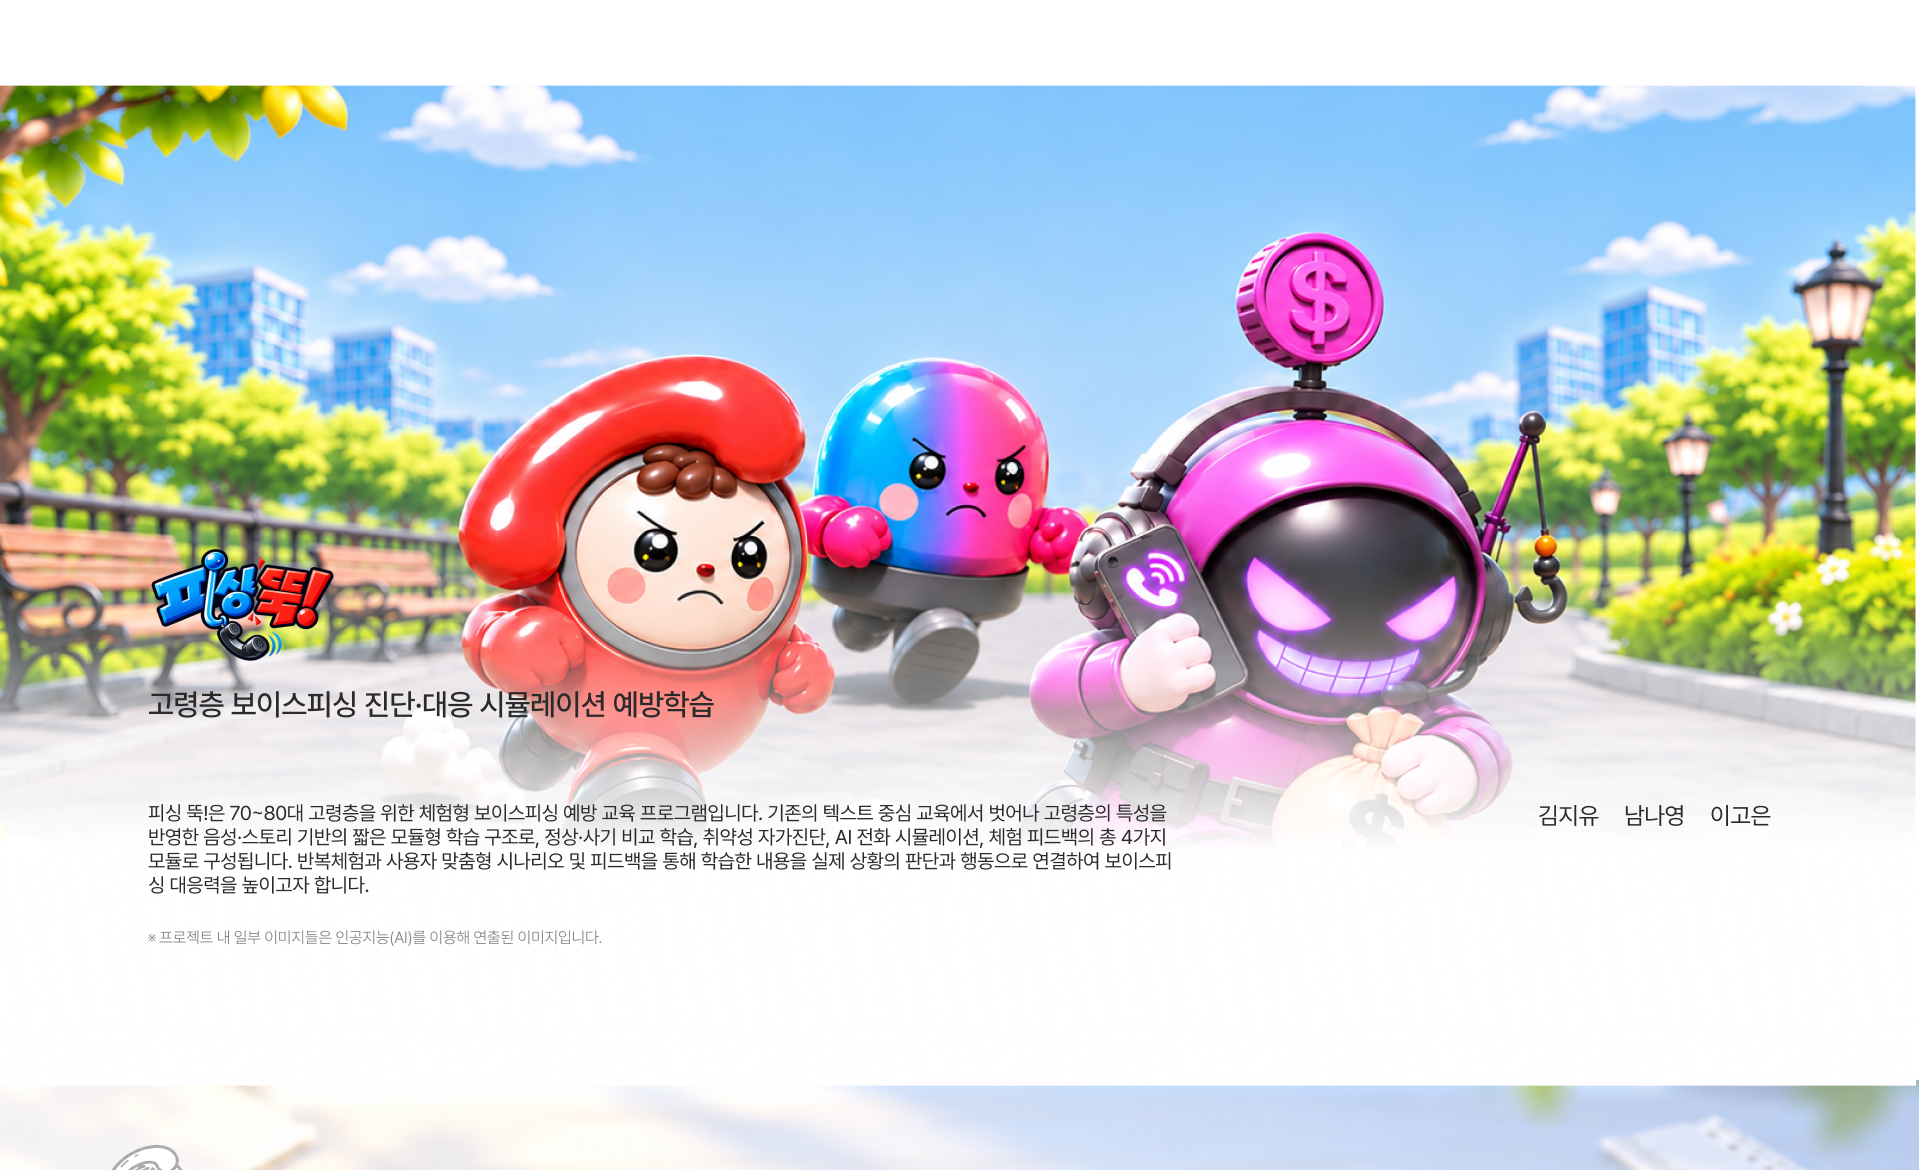 피싱 뚝!
고령층 보이스피싱 진단·대응 시뮬레이션 예방학습
피싱 뚝!은 70~80대 고령층을 위한 체험형 보이스피싱 예방 교육 프로그램입니다. 기존의 텍스트 중심 교육에서 벗어나 고령층의 특성을
반영한 음성·스토리 기반의 짧은 모듈형 학습 구조로, 정상·사기 비교 학습, 취약성 자가진단, AI 전화 시뮬레이션, 체험 피드백의 총 4가지
모듈로 구성됩니다. 반복체험과 사용자 맞춤형 시나리오 및 피드백을 통해 학습한 내용을 실제 상황의 판단과 행동으로 연결하여 보이스피
싱 대응력을 높이고자 합니다.
김지유 남나영 이고은
※ 프로젝트 내 일부 이미지들은 인공지능(AI)를 이용해 연출된 이미지입니다.
$
$